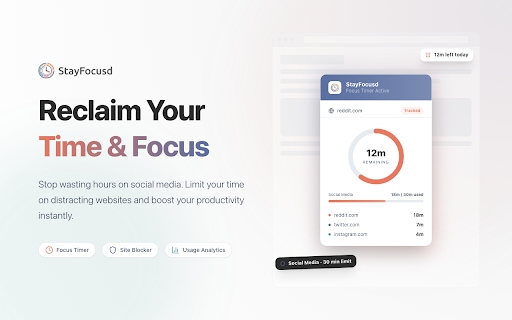 StayFocusd
Reclaim Your
Time & Focus
Stop wasting hours on social media. Limit your time
on distracting websites and boost your productivity
instantly.
Focus Timer
Site Blocker
Usage Analytics
12m left today
StayFocusd
Focus Timer Active
reddit.com
Tracked
12m
REMAINING
Social Media
18m / 30m used
reddit.com 18m
twitter.com 7m
instagram.com 4m
Social Media · 30 min limit